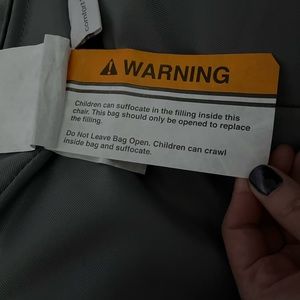 WARNING
Children can suffocate in the filling inside this
chair. This bag should only be opened to replace
the filling.
Do Not Leave Bag Open. Children can crawl
inside bag and suffocate.